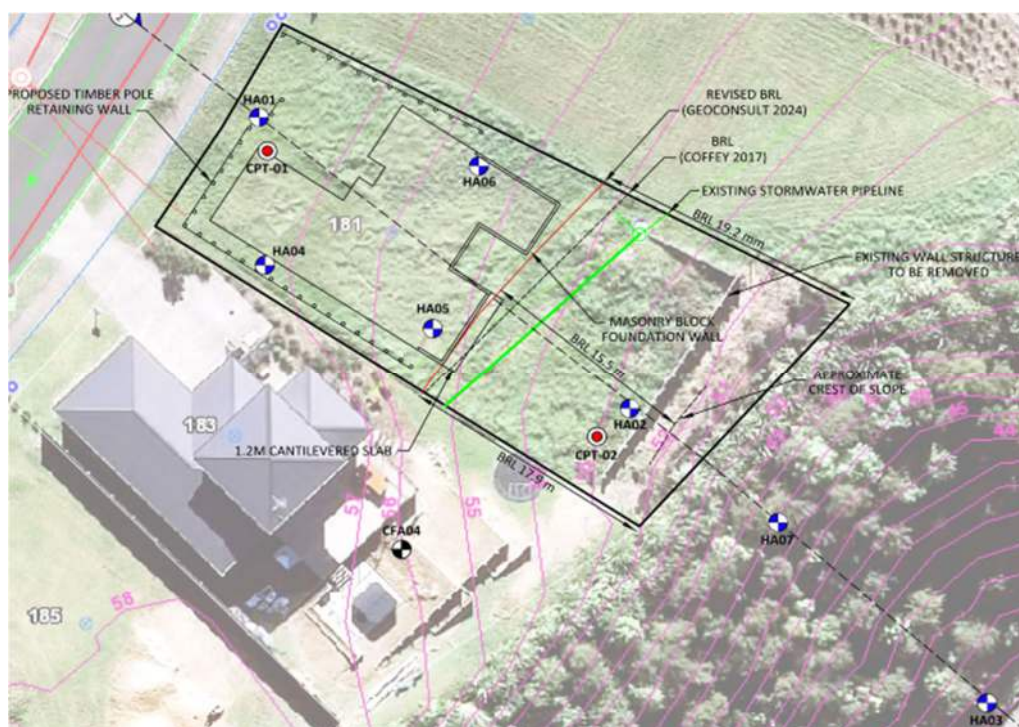 PROPOSED TIMBER POLE
RETAINING WALL
HA01
CPT-01
HA06
181
HA04
HA05
REVISED BRL
(GEOCONSULT 2024)
BRL
(COFFEY 2017)
EXISTING STORMWATER PIPELINE
BRL 19.2 mm
EXISTING WALL STRUCTURE
TO BE REMOVED
MASONRY BLOCK
FOUNDATION WALL
BRL 15.5 m
APPROXIMATE
CREST OF SLOPE
HA02
CPT-02
183
1.2M CANTILEVERED SLAB
BRL 17.9 m
57
56
55
CFA04
HA07
185
58
HA03